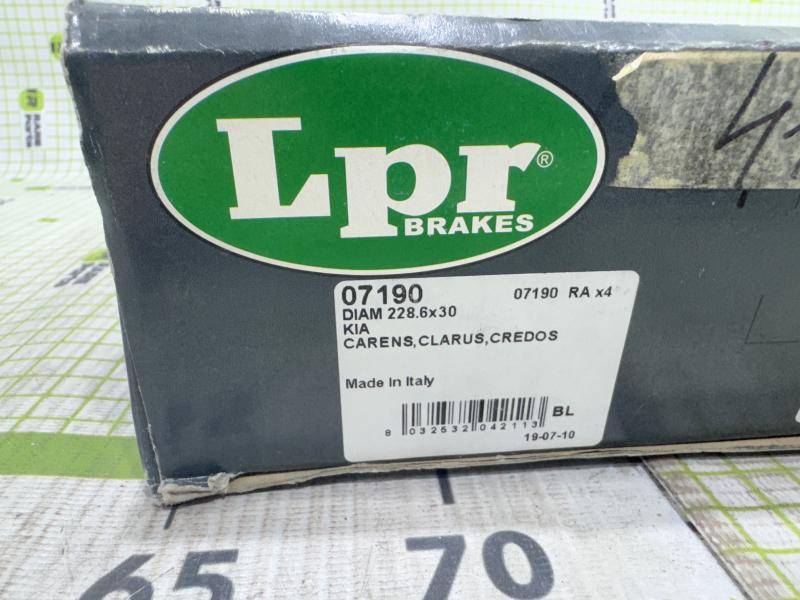 Lpr®
BRAKES
07190
07190 RA x4
DIAM 228.6x30
KIA
CARENS,CLARUS,CREDOS
Made In Italy
BL
8 032532 042113
19-07-10
65
70